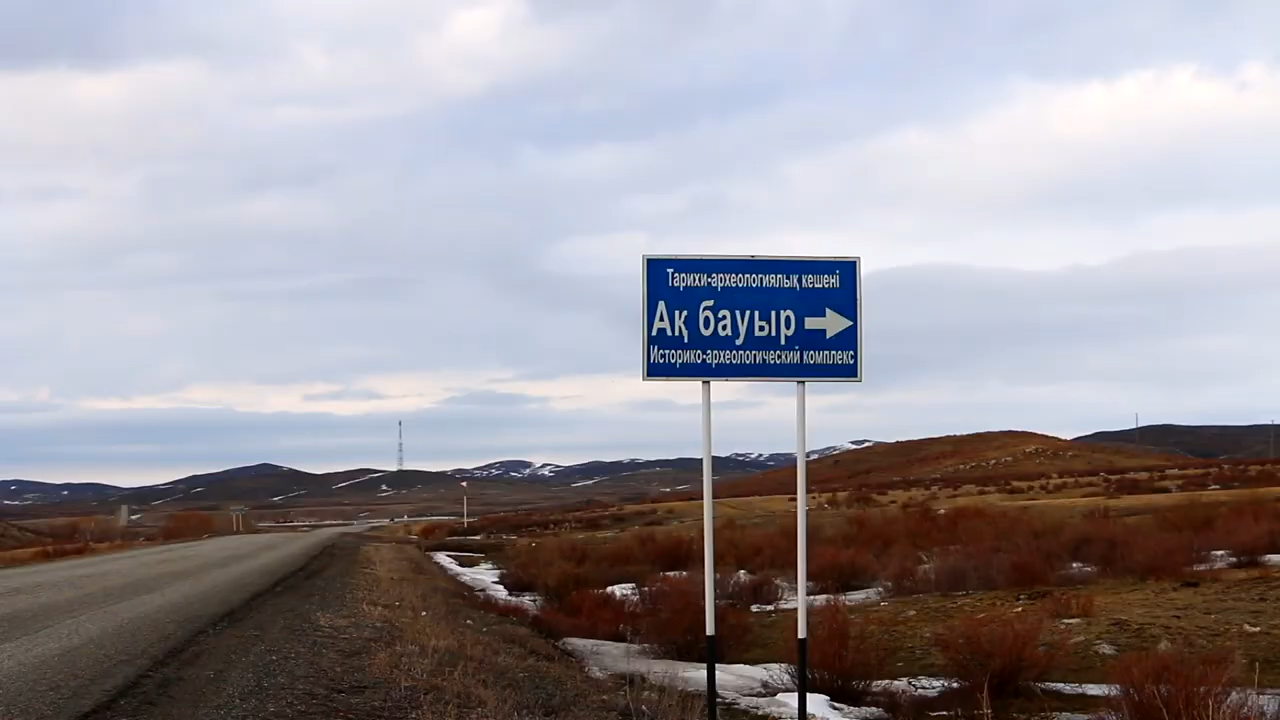 Тарихи-археологиялық кешені
Ақ бауыр
Историко-археологический комплекс